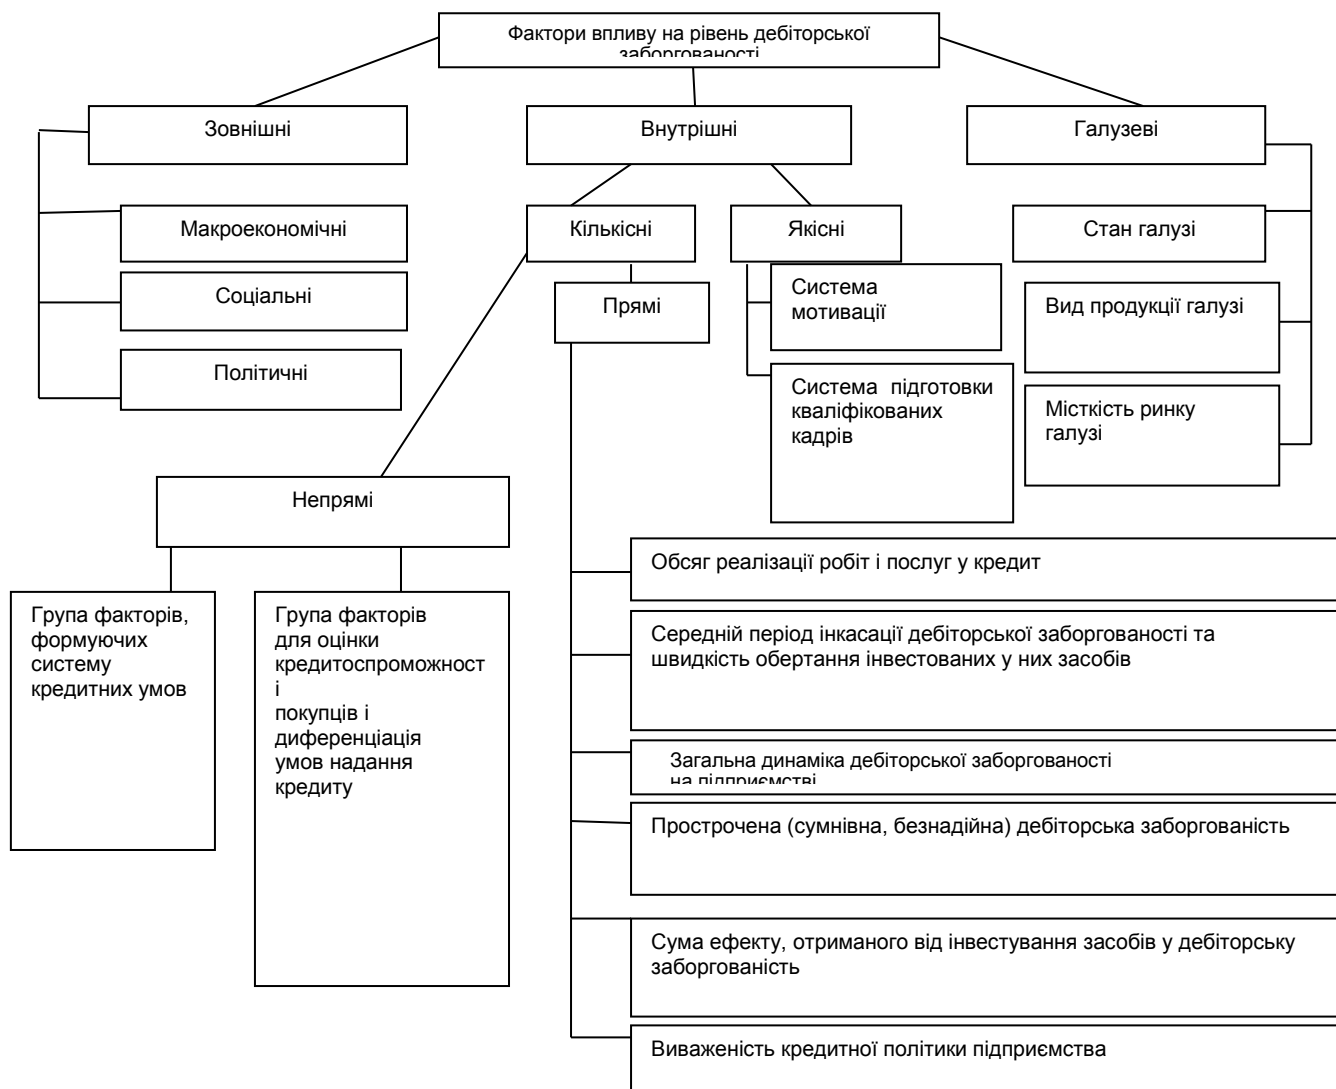 Фактори впливу на рівень дебіторської
заборгованості
Зовнішні
Внутрішні
Галузеві
Макроекономічні
Кількісні
Якісні
Стан галузі
Соціальні
Прямі
Система
мотивації
Вид продукції галузі
Політичні
Система підготовки
кваліфікованих
кадрів
Місткість ринку
галузі
Непрямі
Група факторів,
формуючих
систему
кредитних умов
Група факторів
для оцінки
кредитоспроможност
і
покупців і
диференціація
умов надання
кредиту
Обсяг реалізації робіт і послуг у кредит
Середній період інкасації дебіторської заборгованості та
швидкість обертання інвестованих у них засобів
Загальна динаміка дебіторської заборгованості
на підприємстві
Прострочена (сумнівна, безнадійна) дебіторська заборгованість
Сума ефекту, отриманого від інвестування засобів у дебіторську
заборгованість
Виваженість кредитної політики підприємства